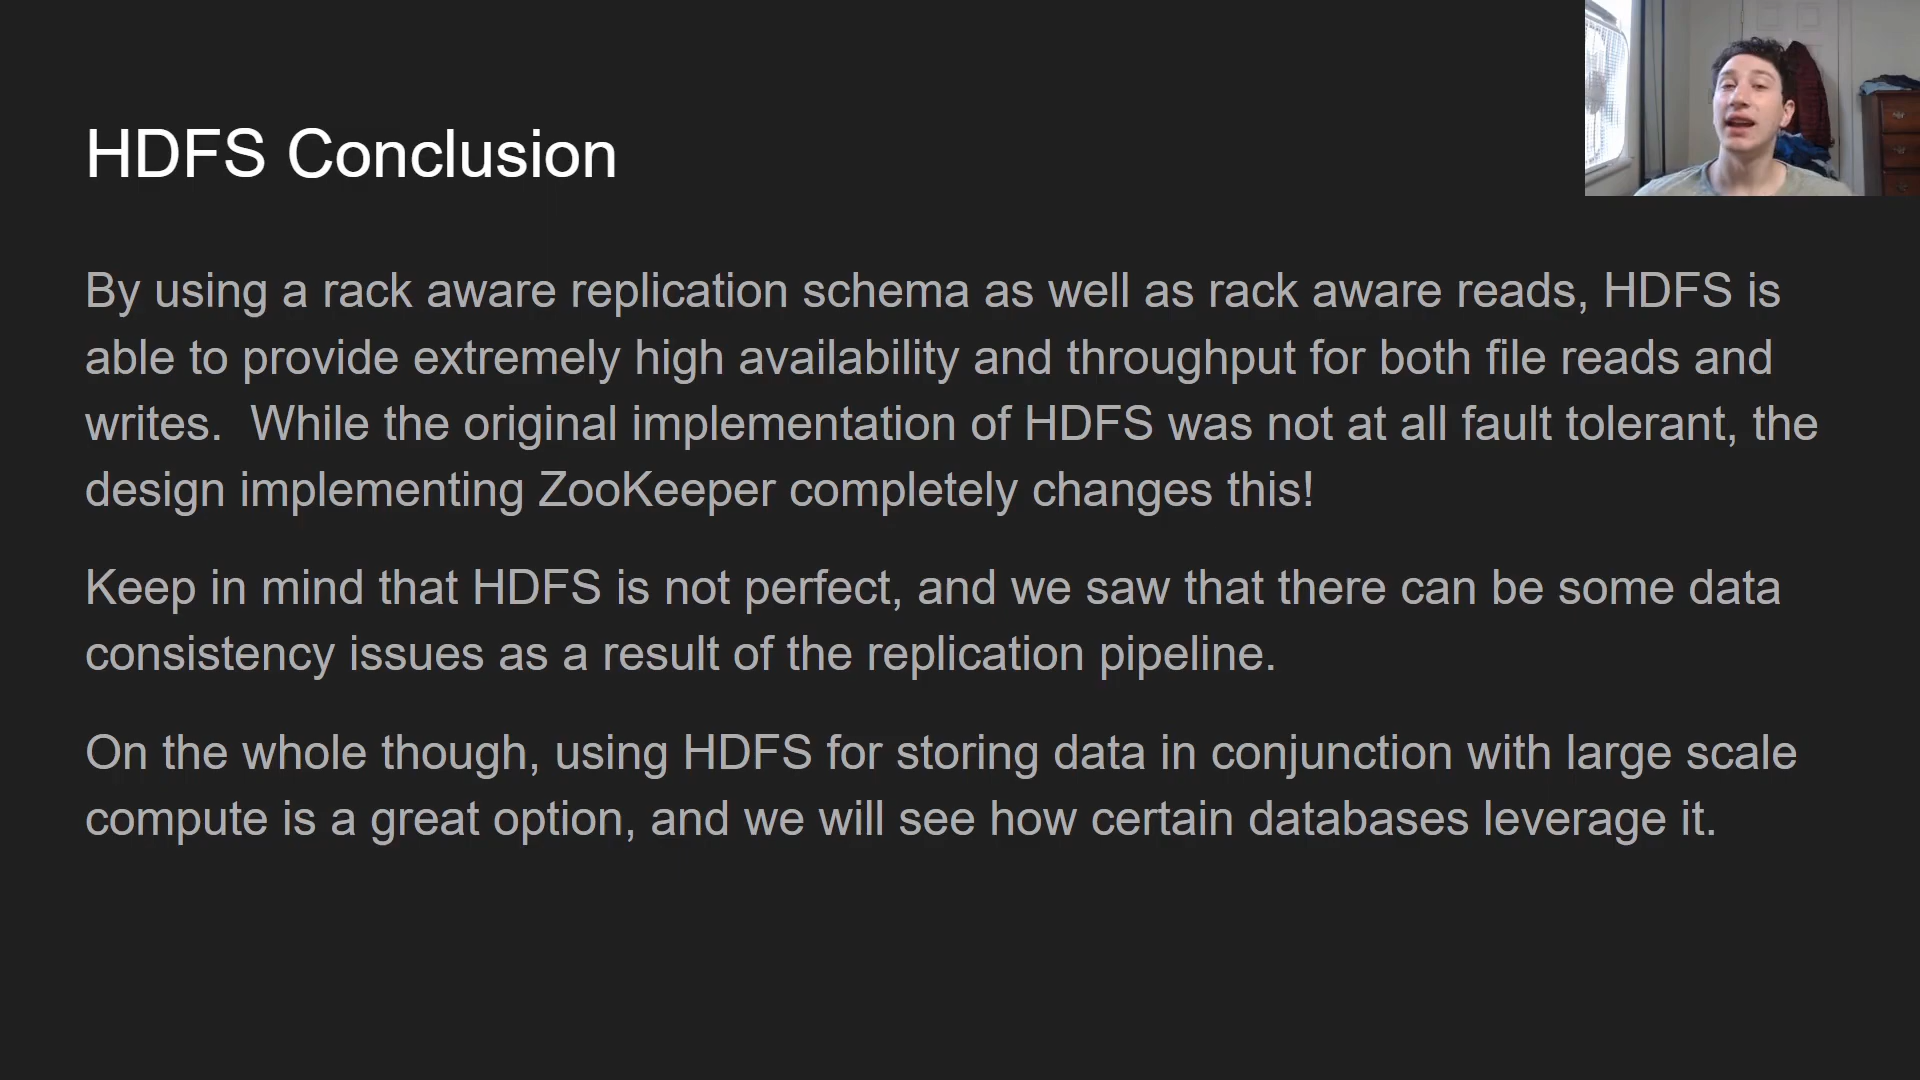 HDFS Conclusion
By using a rack aware replication schema as well as rack aware reads, HDFS is
able to provide extremely high availability and throughput for both file reads and
writes.  While the original implementation of HDFS was not at all fault tolerant, the
design implementing ZooKeeper completely changes this!
Keep in mind that HDFS is not perfect, and we saw that there can be some data
consistency issues as a result of the replication pipeline.
On the whole though, using HDFS for storing data in conjunction with large scale
compute is a great option, and we will see how certain databases leverage it.